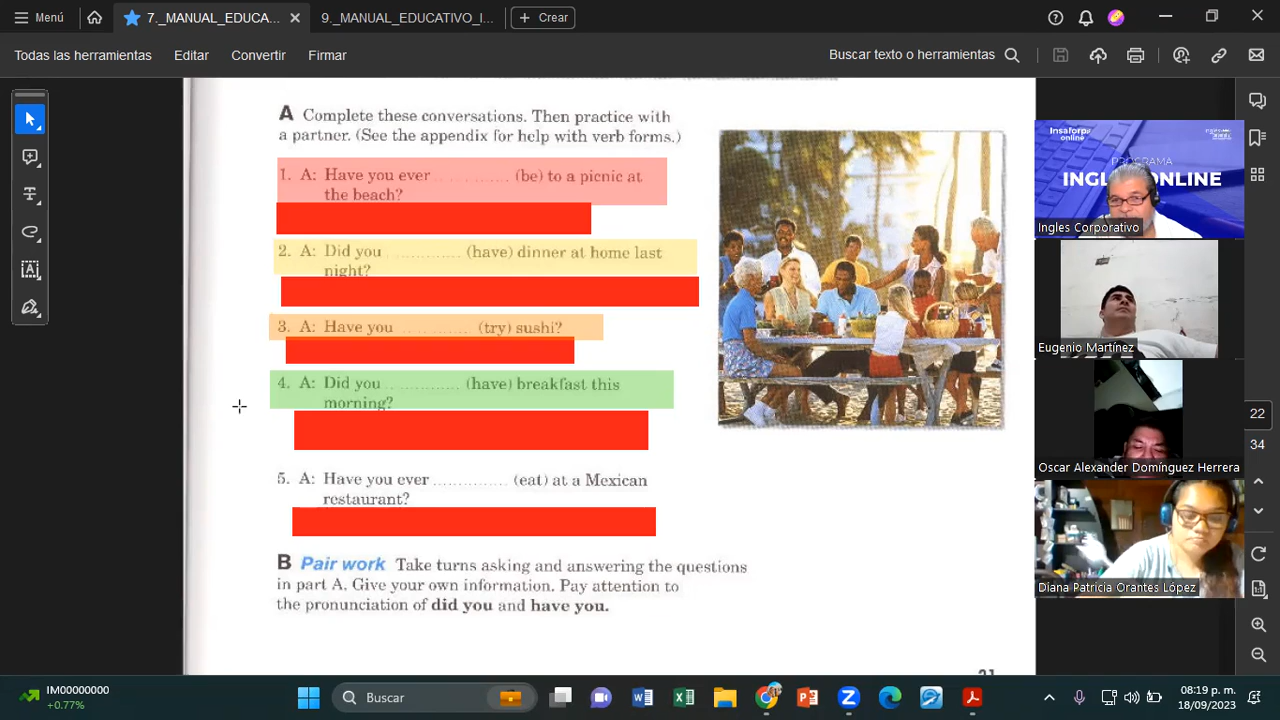 Menú
7._MANUAL_EDUCA...
9._MANUAL_EDUCATIVO_I...
Crear
Todas las herramientas
Editar
Convertir
Firmar
Buscar texto o herramientas
A Complete these conversations. Then practice with
a partner. (See the appendix for help with verb forms.)
1. A: Have you ever .............. (be) to a picnic at
the beach?
2. A: Did you .............. (have) dinner at home last
night?
3. A: Have you .............. (try) sushi?
4. A: Did you .............. (have) breakfast this
morning?
5. A: Have you ever .............. (eat) at a Mexican
restaurant?
B Pair work Take turns asking and answering the questions
in part A. Give your own information. Pay attention to
the pronunciation of did you and have you.
Insaforp
online
PROGRAMA
INGLÉS ONLINE
Ingles Corporativo
Eugenio Martínez
Oscar Alexander Domínguez Herrera
Diana Patricia Orantes López
22
34
IM00000000
+0.77%
Buscar
08:19 p. m.
18/09/2023